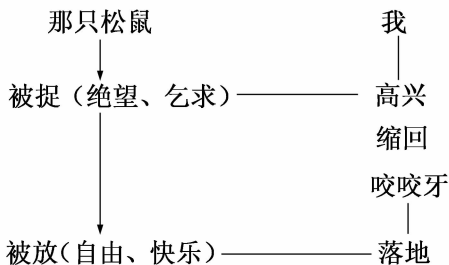 那只松鼠 我
被捉（绝望、乞求） 高兴
缩回
咬咬牙
被放（自由、快乐） 落地